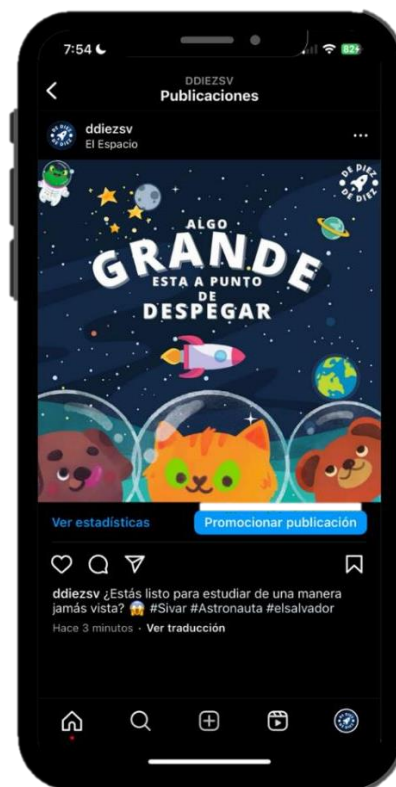 7:54
82
DDIEZSV
Publicaciones
ddiezsv
El Espacio
DE DIEZ
DE DIEZ
ALGO
GRANDE
ESTA A PUNTO
DE
DESPEGAR
Ver estadísticas
Promocionar publicación
ddiezsv ¿Estás listo para estudiar de una manera
jamás vista? 😱 #Sivar #Astronauta #elsalvador
Hace 3 minutos · Ver traducción